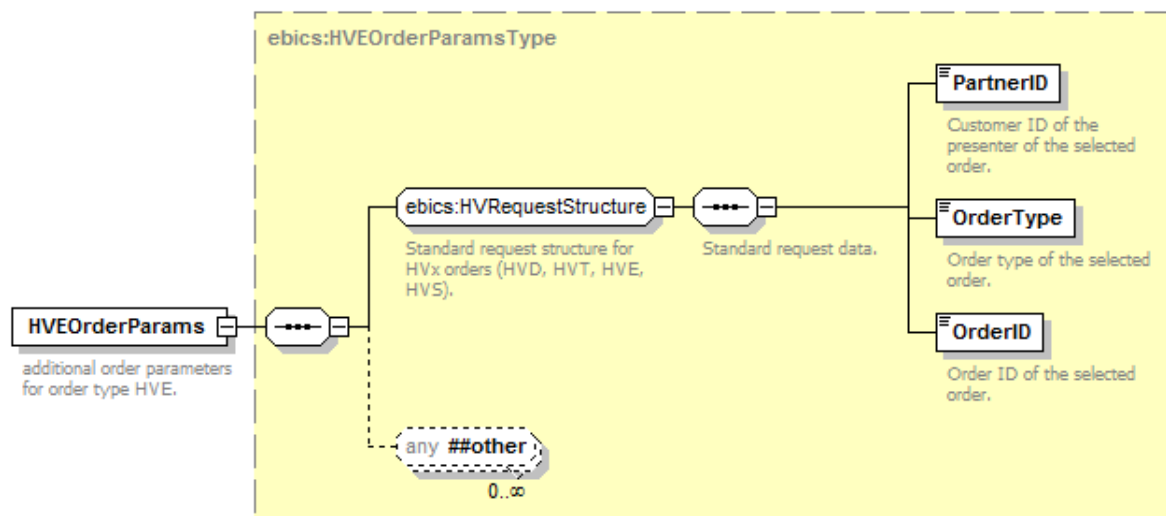 ebics:HVEOrderParamsType
PartnerID
Customer ID of the
presenter of the selected
order.
ebics:HVRequestStructure
Standard request structure for
HVx orders (HVD, HVT, HVE,
HVS).
Standard request data.
OrderType
Order type of the selected
order.
HVEOrderParams
additional order parameters
for order type HVE.
OrderID
Order ID of the selected
order.
any ##other
0..∞